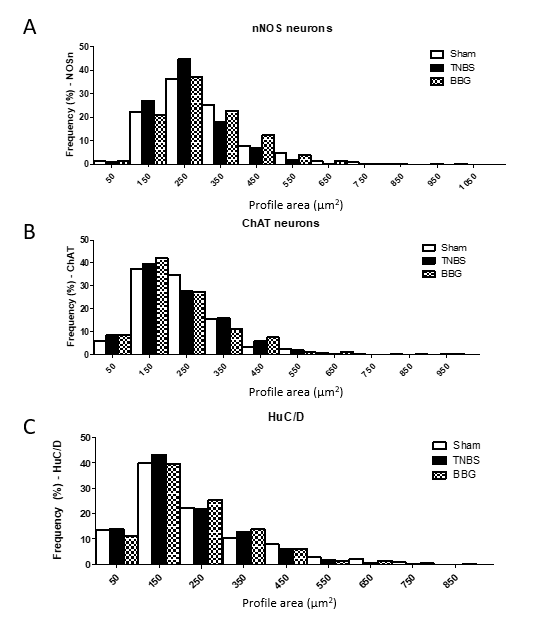 A
nNOS neurons
Frequency (%) - NOSn
50
40
30
20
10
0
Sham
TNBS
BBG
50 150 250 350 450 550 650 750 850 950 1050
Profile area (µm²)
B
ChAT neurons
Frequency (%) - ChAT
50
40
30
20
10
0
Sham
TNBS
BBG
50 150 250 350 450 550 650 750 850 950
Profile area (µm²)
C
HuC/D
Frequency (%) - HuC/D
50
40
30
20
10
0
Sham
TNBS
BBG
50 150 250 350 450 550 650 750 850
Profile area (µm²)